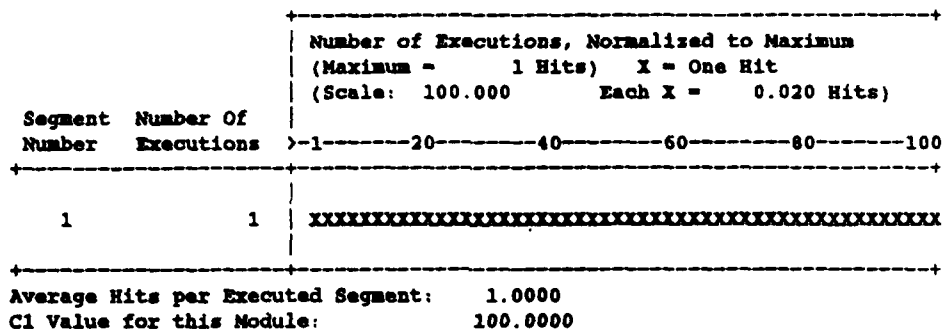 +--------------------------------------------------+
| Number of Executions, Normalized to Maximum
| (Maximum =      1 Hits)   X = One Hit
| (Scale:  100.000       Each X =     0.020 Hits)
Segment  Number Of |
Number   Executions >-1-------20--------40--------60--------80-------100
+---------------------+--------------------------------------------------+
1              1 | XXXXXXXXXXXXXXXXXXXXXXXXXXXXXXXXXXXXXXXXXXXXXXXXXX
+---------------------+--------------------------------------------------+
Average Hits per Executed Segment:    1.0000
C1 Value for this Module:            100.0000